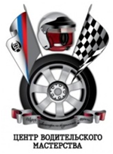 ЦЕНТР ВОДИТЕЛЬСКОГО
МАСТЕРСТВА